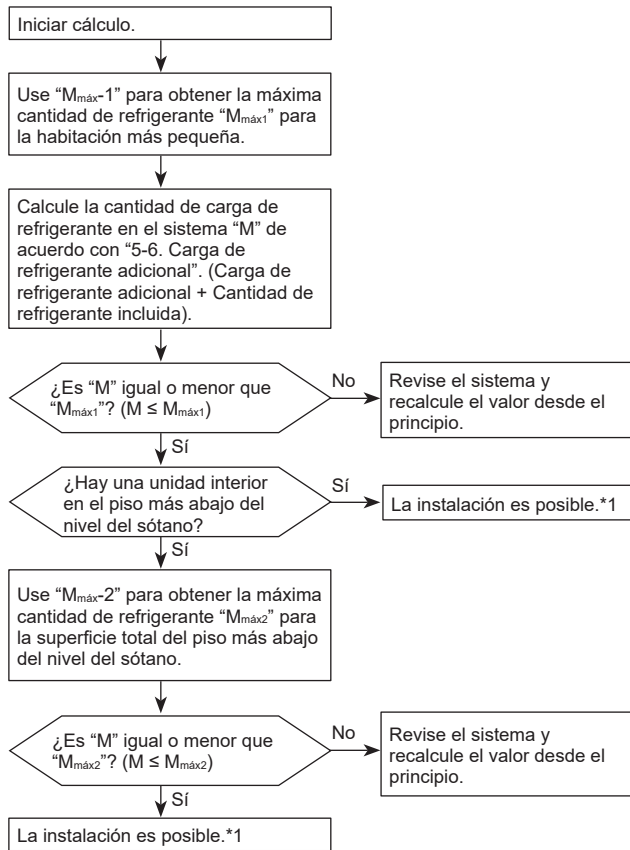 Iniciar cálculo.
Use “Mmáx-1” para obtener la máxima
cantidad de refrigerante “Mmáx1” para
la habitación más pequeña.
Calcule la cantidad de carga de
refrigerante en el sistema “M” de
acuerdo con “5-6. Carga de
refrigerante adicional”. (Carga de
refrigerante adicional + Cantidad de
refrigerante incluida).
¿Es “M” igual o menor que
“Mmáx1”? (M ≤ Mmáx1)
No
Revise el sistema y
recalcule el valor desde el
principio.
Sí
¿Hay una unidad interior
en el piso más abajo del
nivel del sótano?
Sí
La instalación es posible.*1
Sí
Use “Mmáx-2” para obtener la máxima
cantidad de refrigerante “Mmáx2” para
la superficie total del piso más abajo
del nivel del sótano.
¿Es “M” igual o menor que
“Mmáx2”? (M ≤ Mmáx2)
No
Revise el sistema y
recalcule el valor desde el
principio.
Sí
La instalación es posible.*1